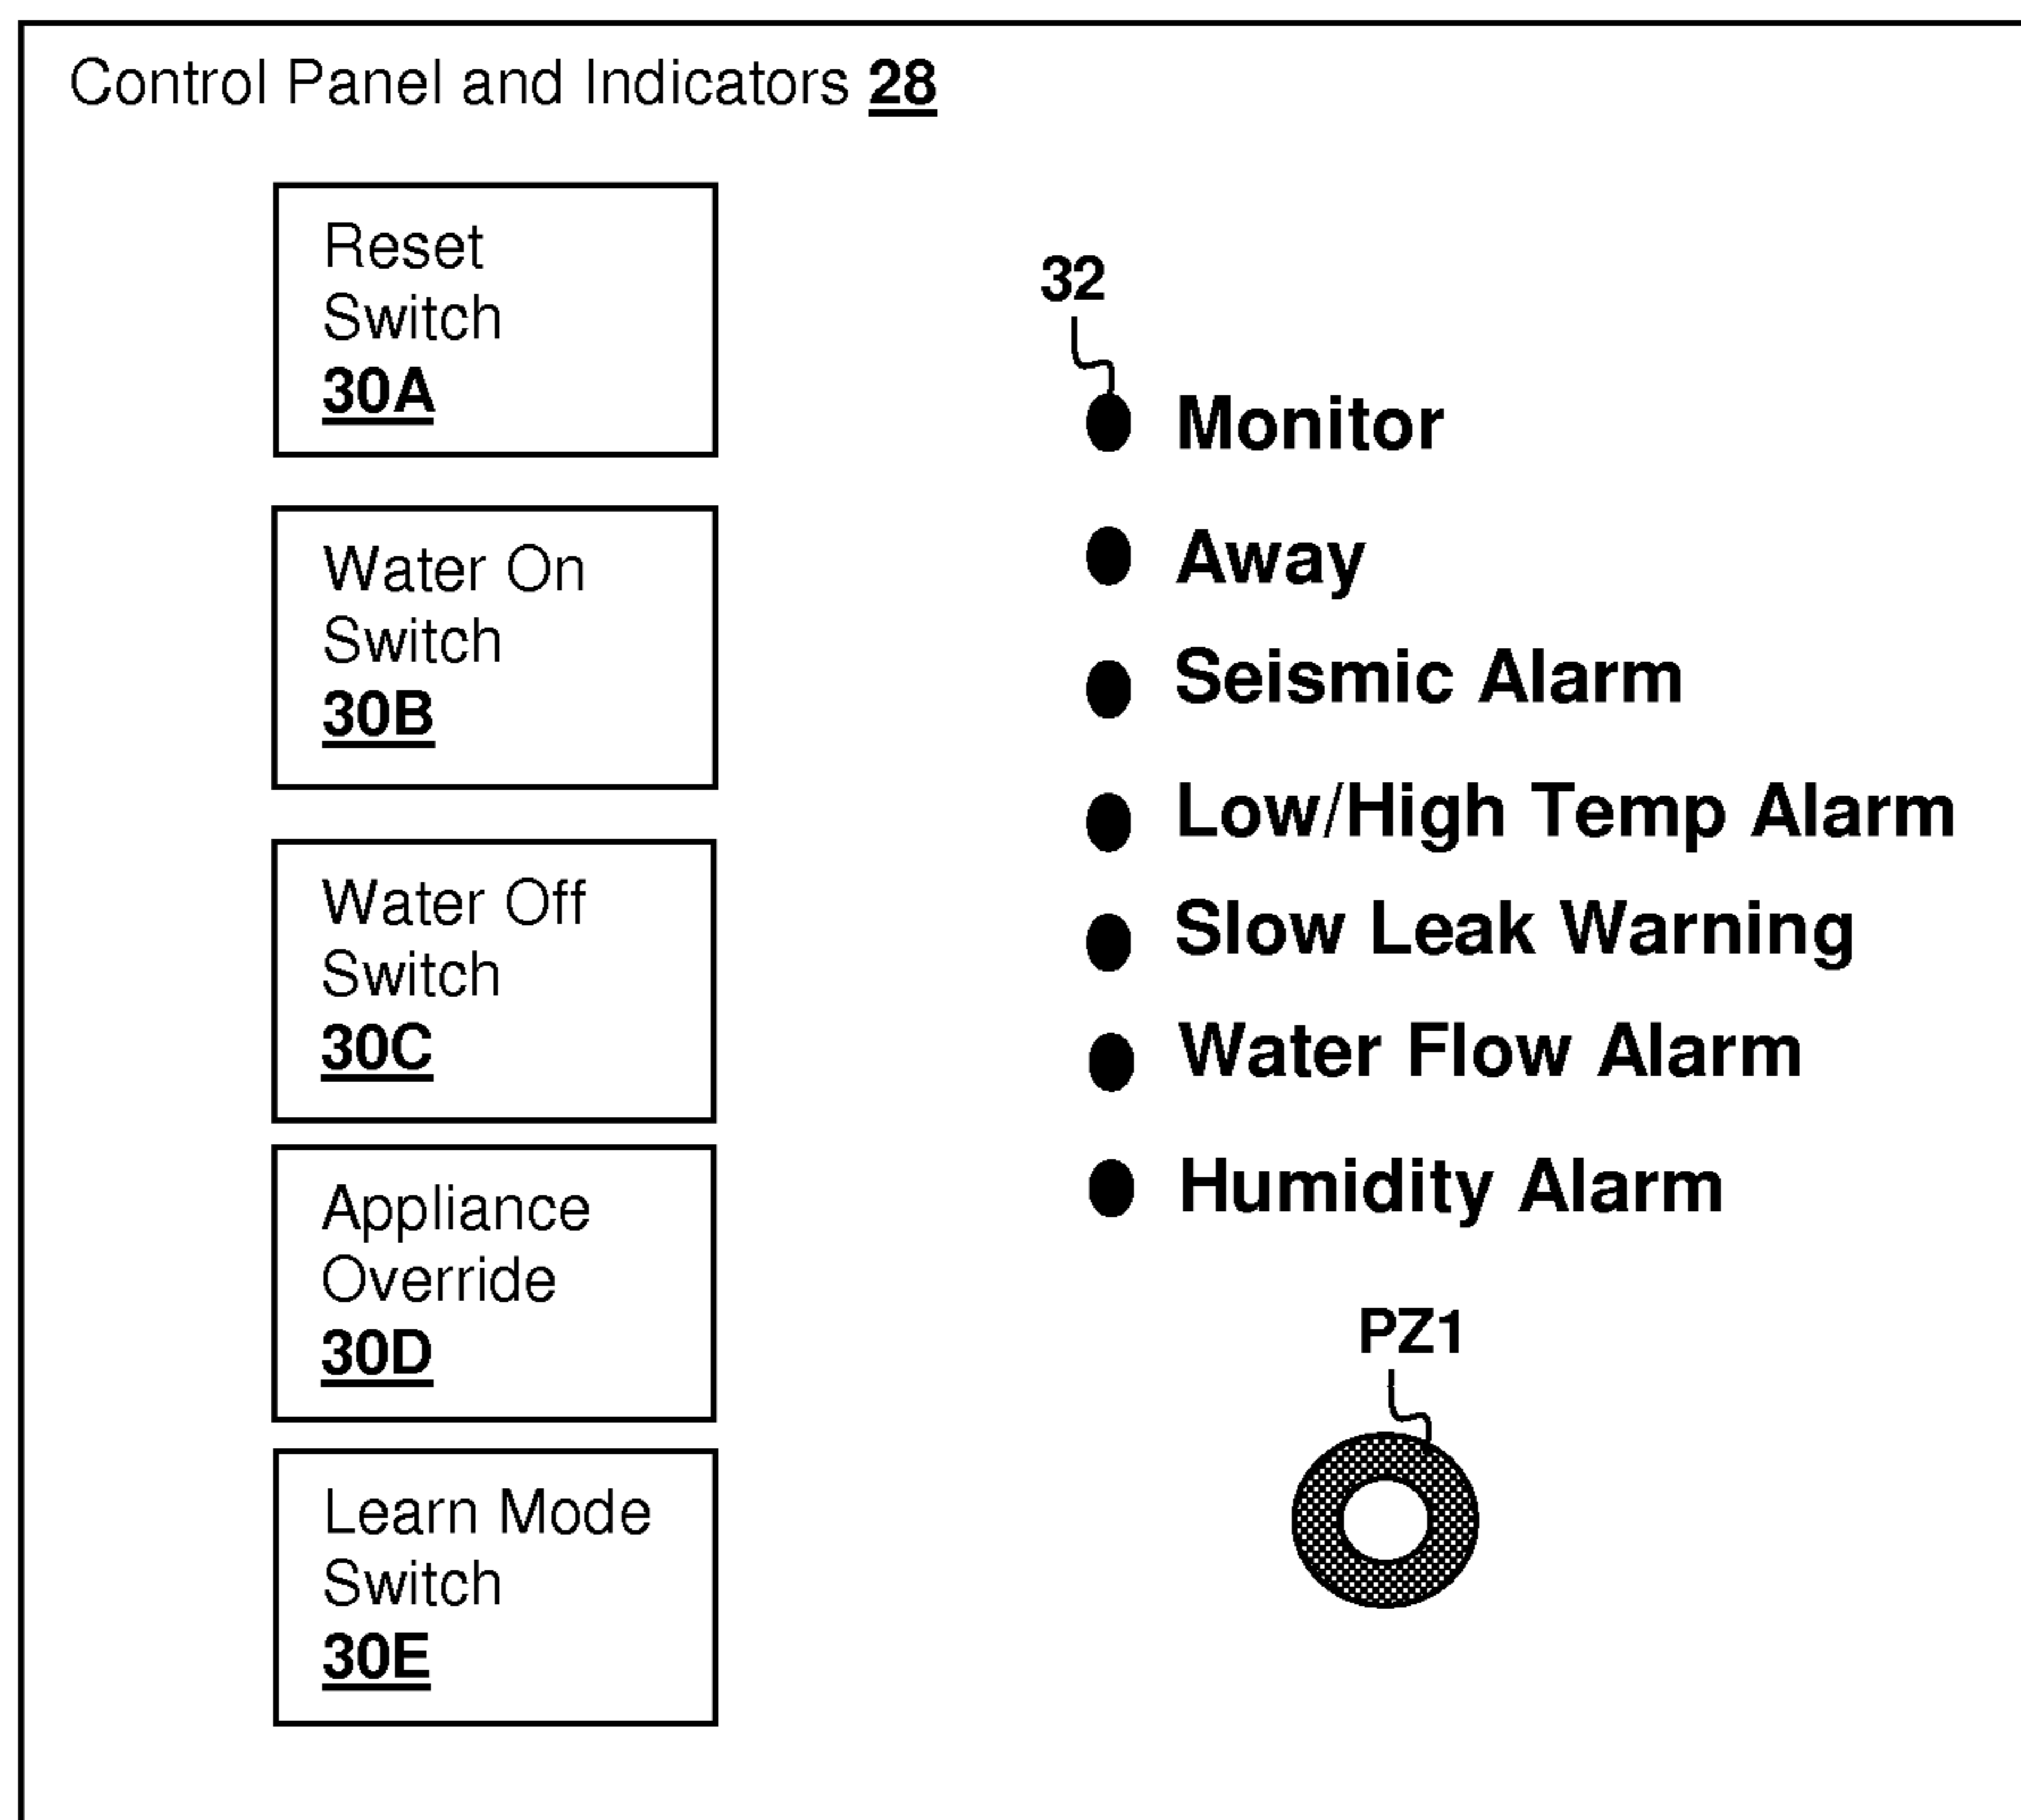 Control Panel and Indicators 28
Reset
Switch
30A
Water On
Switch
30B
Water Off
Switch
30C
Appliance
Override
30D
Learn Mode
Switch
30E
32
Monitor
Away
Seismic Alarm
Low/High Temp Alarm
Slow Leak Warning
Water Flow Alarm
Humidity Alarm
PZ1